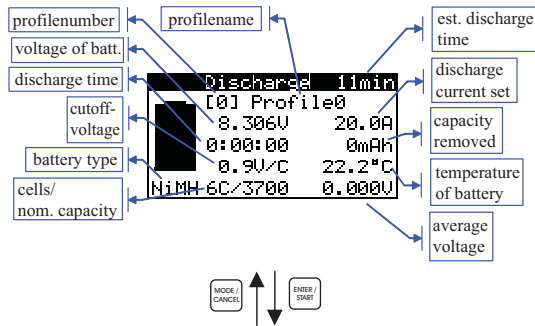 profilenumber
profilename
est. discharge
time
voltage of batt.
discharge time
discharge
current set
cutoff-
voltage
capacity
removed
battery type
temperature
of battery
cells/
nom. capacity
average
voltage
Discharge 11min
[0] Profile0
8.306V 20.0A
0:00:00 0mAh
0.9V/C 22.2°C
NiMH 6C/3700 0.000V
MODE /
CANCEL
ENTER /
START